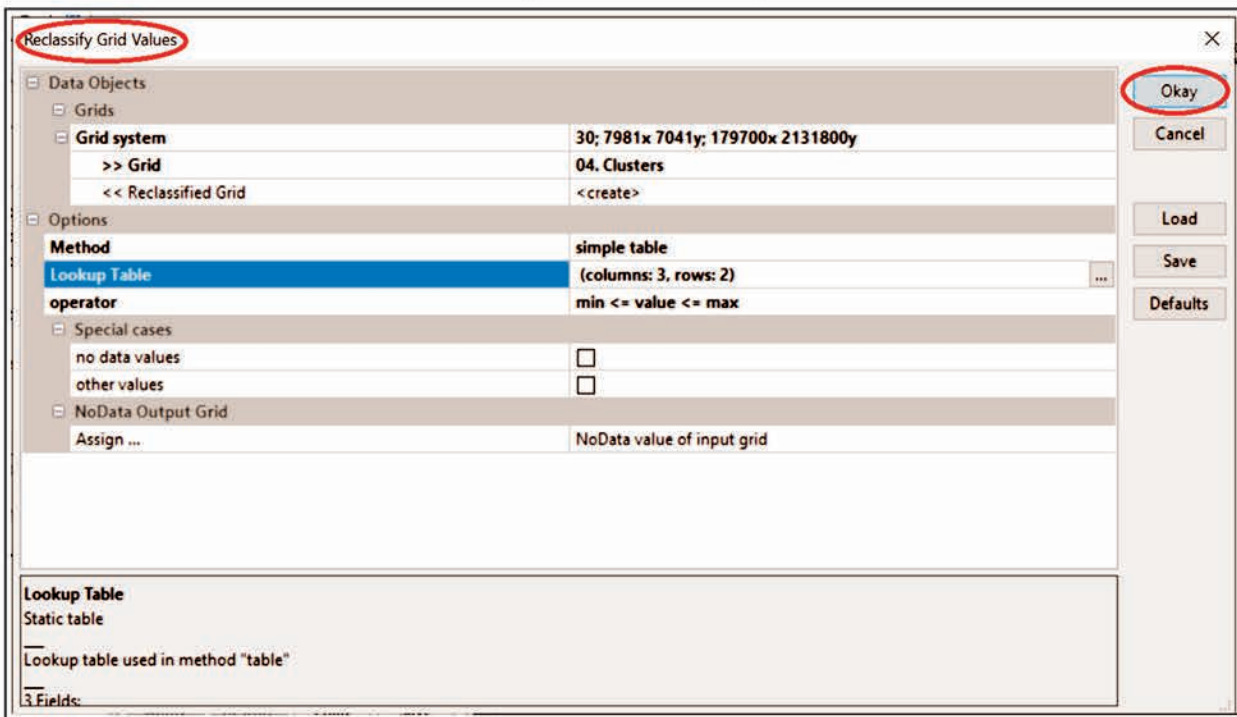 Reclassify Grid Values
Data Objects
Okay
Grids
Grid system 30; 7981x 7041y; 179700x 2131800y
Cancel
>> Grid 04. Clusters
<< Reclassified Grid <create>
Options
Load
Method simple table
Lookup Table (columns: 3, rows: 2) ...
Save
operator min <= value <= max
Defaults
Special cases
no data values
other values
NoData Output Grid
Assign ... NoData value of input grid
Lookup Table
Static table
__
Lookup table used in method "table"
__
3 Fields: